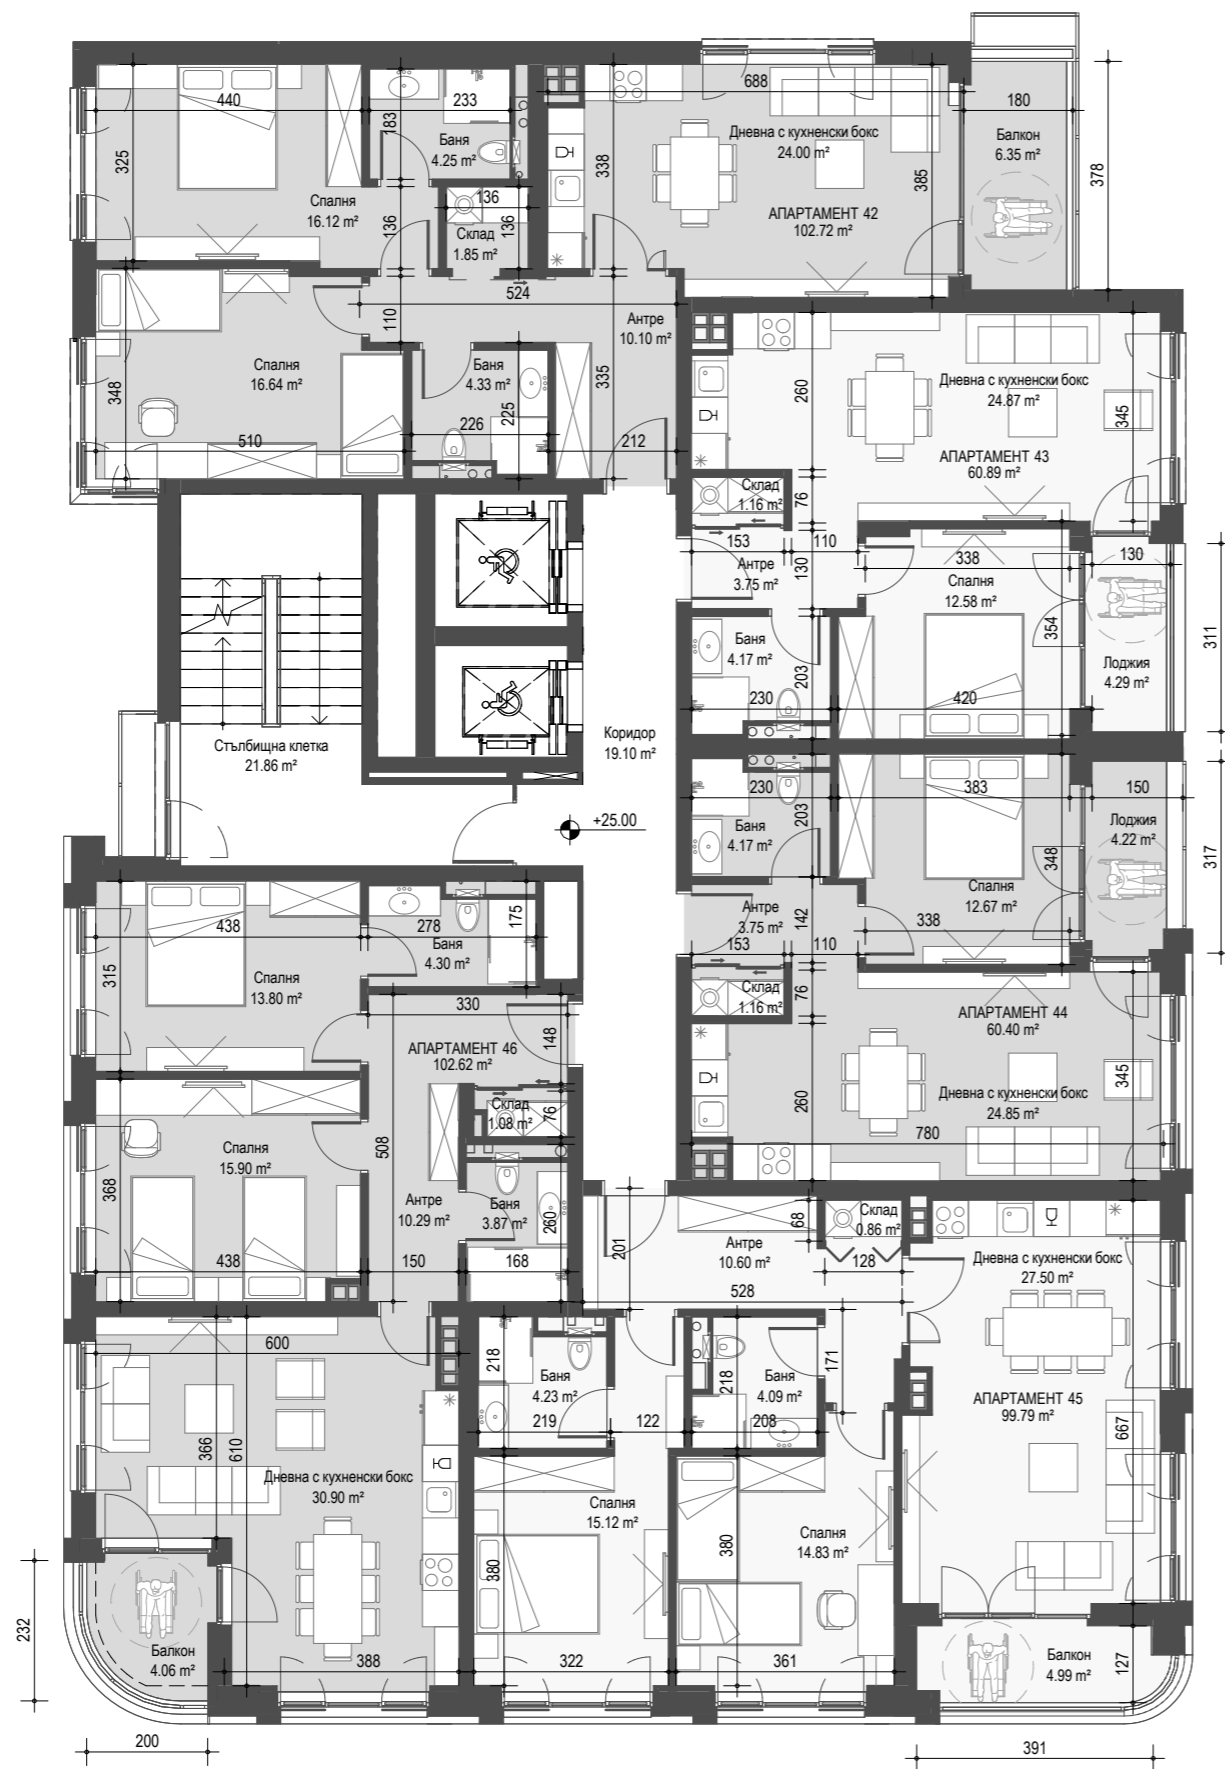 440
183
233
688
180
Баня
4.25 m²
Дневна с кухненски бокс
24.00 m²
Балкон
6.35 m²
325
338
385
378
Спалня
16.12 m²
136
136
136
Склад
1.85 m²
АПАРТАМЕНТ 42
102.72 m²
524
110
Антре
10.10 m²
Спалня
16.64 m²
348
Баня
4.33 m²
335
225
226
510
212
260
Дневна с кухненски бокс
24.87 m²
345
АПАРТАМЕНТ 43
60.89 m²
Склад
1.16 m²
76
153
110
Антре
3.75 m²
130
338
Спалня
12.58 m²
130
354
311
Баня
4.17 m²
203
230
420
Лоджия
4.29 m²
Стълбищна клетка
21.86 m²
Коридор
19.10 m²
+25.00
230
383
150
203
Баня
4.17 m²
Лоджия
4.22 m²
348
317
Спалня
12.67 m²
Антре
3.75 m²
142
338
153
110
Склад
1.16 m²
76
438
278
175
Баня
4.30 m²
315
Спалня
13.80 m²
330
148
АПАРТАМЕНТ 46
102.62 m²
АПАРТАМЕНТ 44
60.40 m²
345
Дневна с кухненски бокс
24.85 m²
260
780
Склад
1.08 m²
76
508
Спалня
15.90 m²
368
Антре
10.29 m²
Баня
3.87 m²
260
438
150
168
201
68
Склад
0.86 m²
Антре
10.60 m²
128
528
Дневна с кухненски бокс
27.50 m²
600
218
Баня
4.23 m²
218
Баня
4.09 m²
171
АПАРТАМЕНТ 45
99.79 m²
219
122
208
667
366
610
Дневна с кухненски бокс
30.90 m²
Спалня
15.12 m²
Спалня
14.83 m²
380
380
232
Балкон
4.06 m²
388
322
361
Балкон
4.99 m²
127
200
391